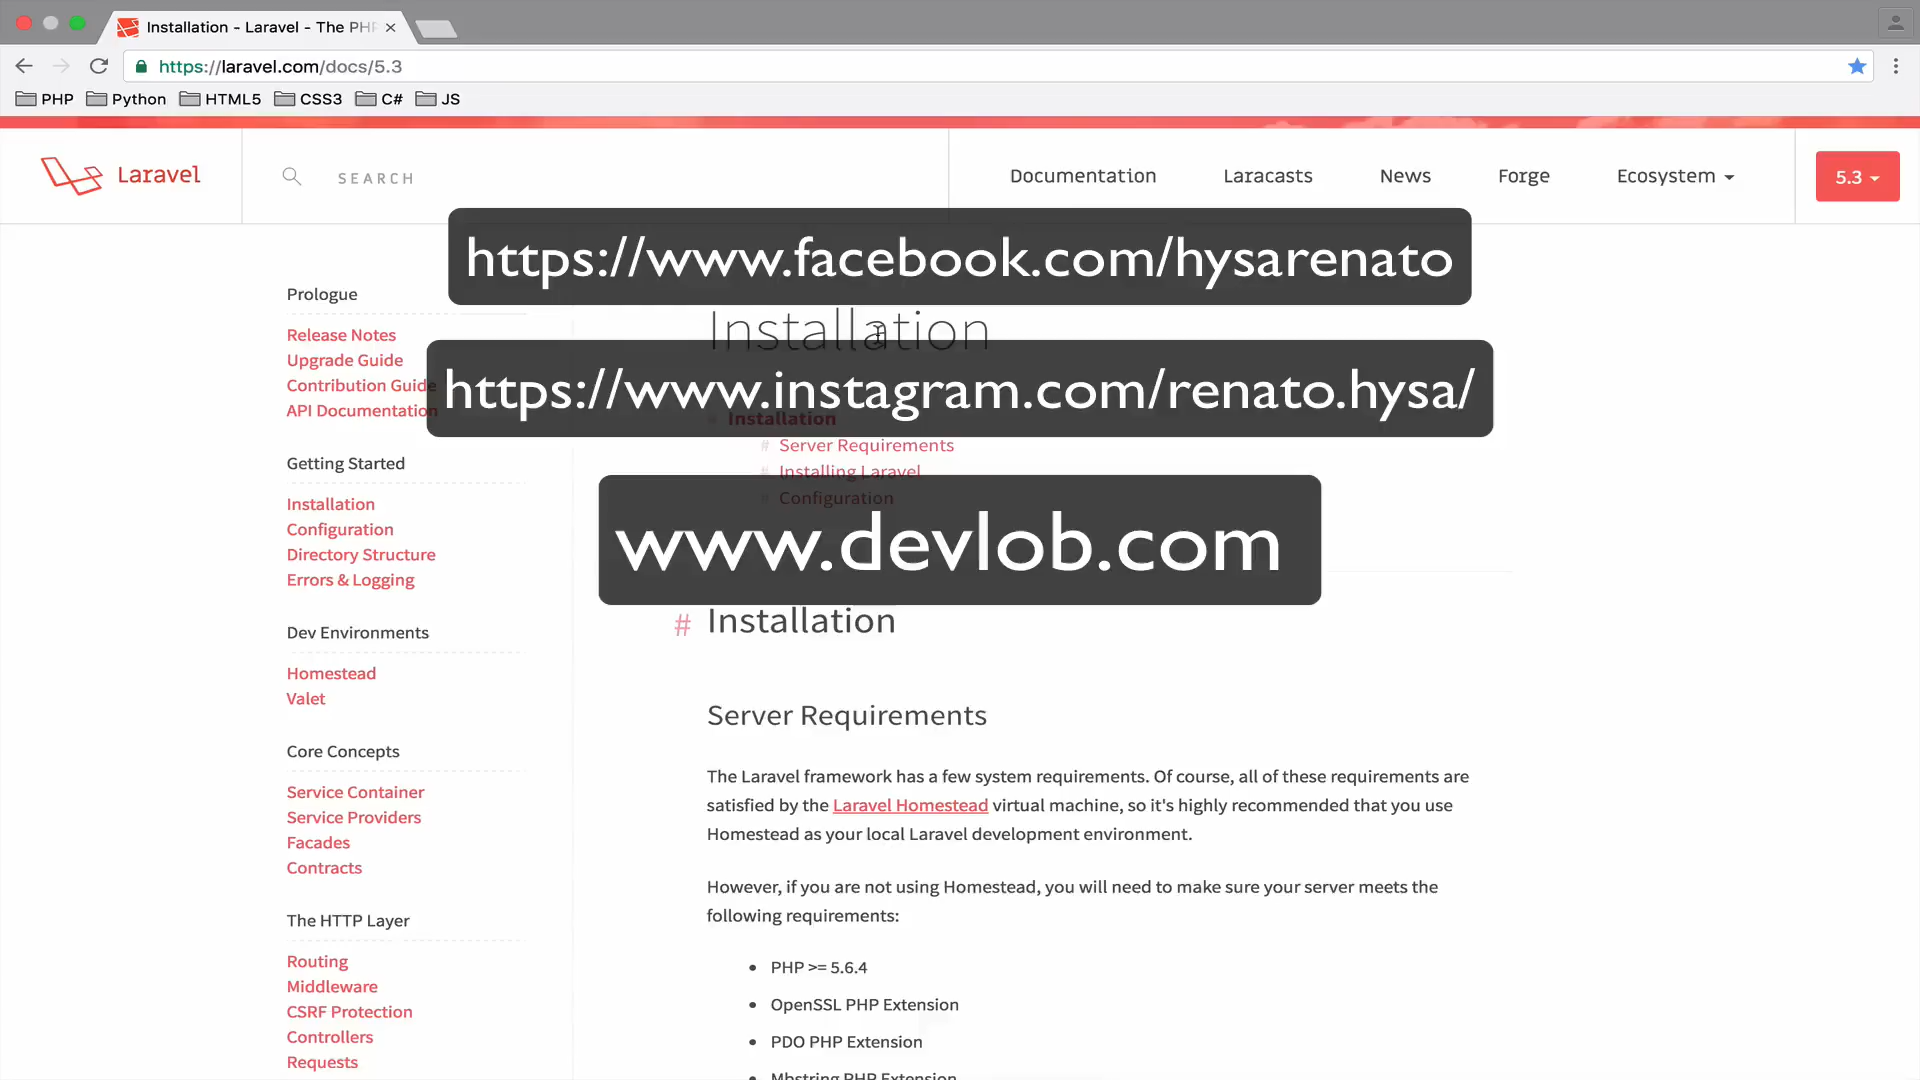 Installation - Laravel - The PHP
https://laravel.com/docs/5.3
PHP Python HTML5 CSS3 C# JS
Laravel
SEARCH
Documentation Laracasts News Forge Ecosystem
5.3
https://www.facebook.com/hysarenato
https://www.instagram.com/renato.hysa/
www.devlob.com
Prologue
Release Notes
Upgrade Guide
Contribution Guide
API Documentation
Getting Started
Installation
Configuration
Directory Structure
Errors & Logging
Dev Environments
Homestead
Valet
Core Concepts
Service Container
Service Providers
Facades
Contracts
The HTTP Layer
Routing
Middleware
CSRF Protection
Controllers
Requests
Installation
Installation
# Server Requirements
# Installing Laravel
# Configuration
# Installation
Server Requirements
The Laravel framework has a few system requirements. Of course, all of these requirements are
satisfied by the Laravel Homestead virtual machine, so it's highly recommended that you use
Homestead as your local Laravel development environment.
However, if you are not using Homestead, you will need to make sure your server meets the
following requirements:
• PHP >= 5.6.4
• OpenSSL PHP Extension
• PDO PHP Extension
• Mbstring PHP Extension